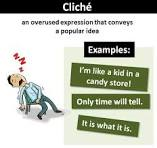 Cliché
an overused expression that conveys
a popular idea
Examples:
I'm like a kid in a
candy store!
Only time will tell.
It is what it is.